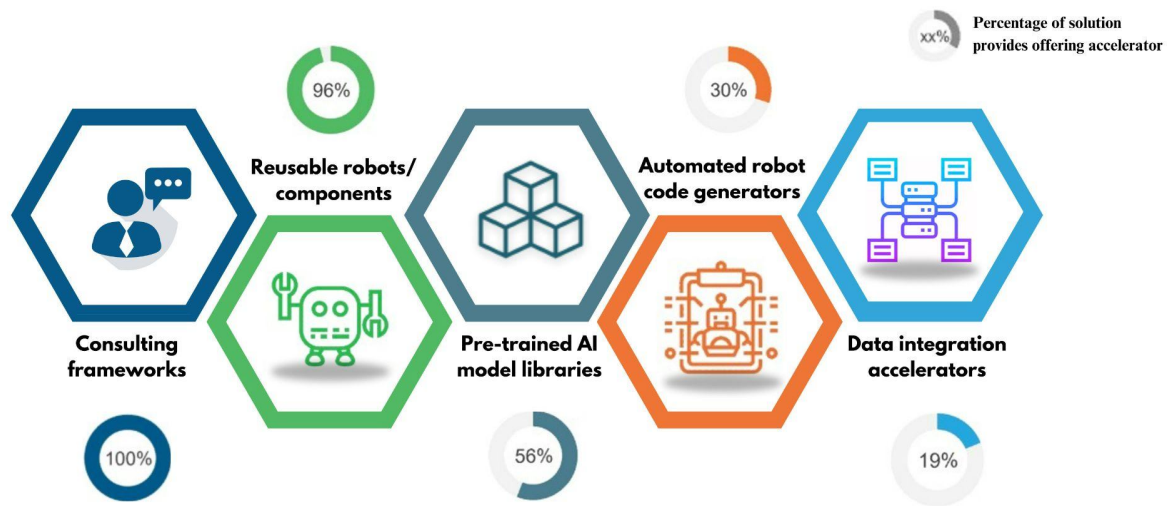 xx%
Percentage of solution
provides offering accelerator
96%
30%
Reusable robots/
components
Automated robot
code generators
Consulting
frameworks
Pre-trained AI
model libraries
Data integration
accelerators
100%
56%
19%